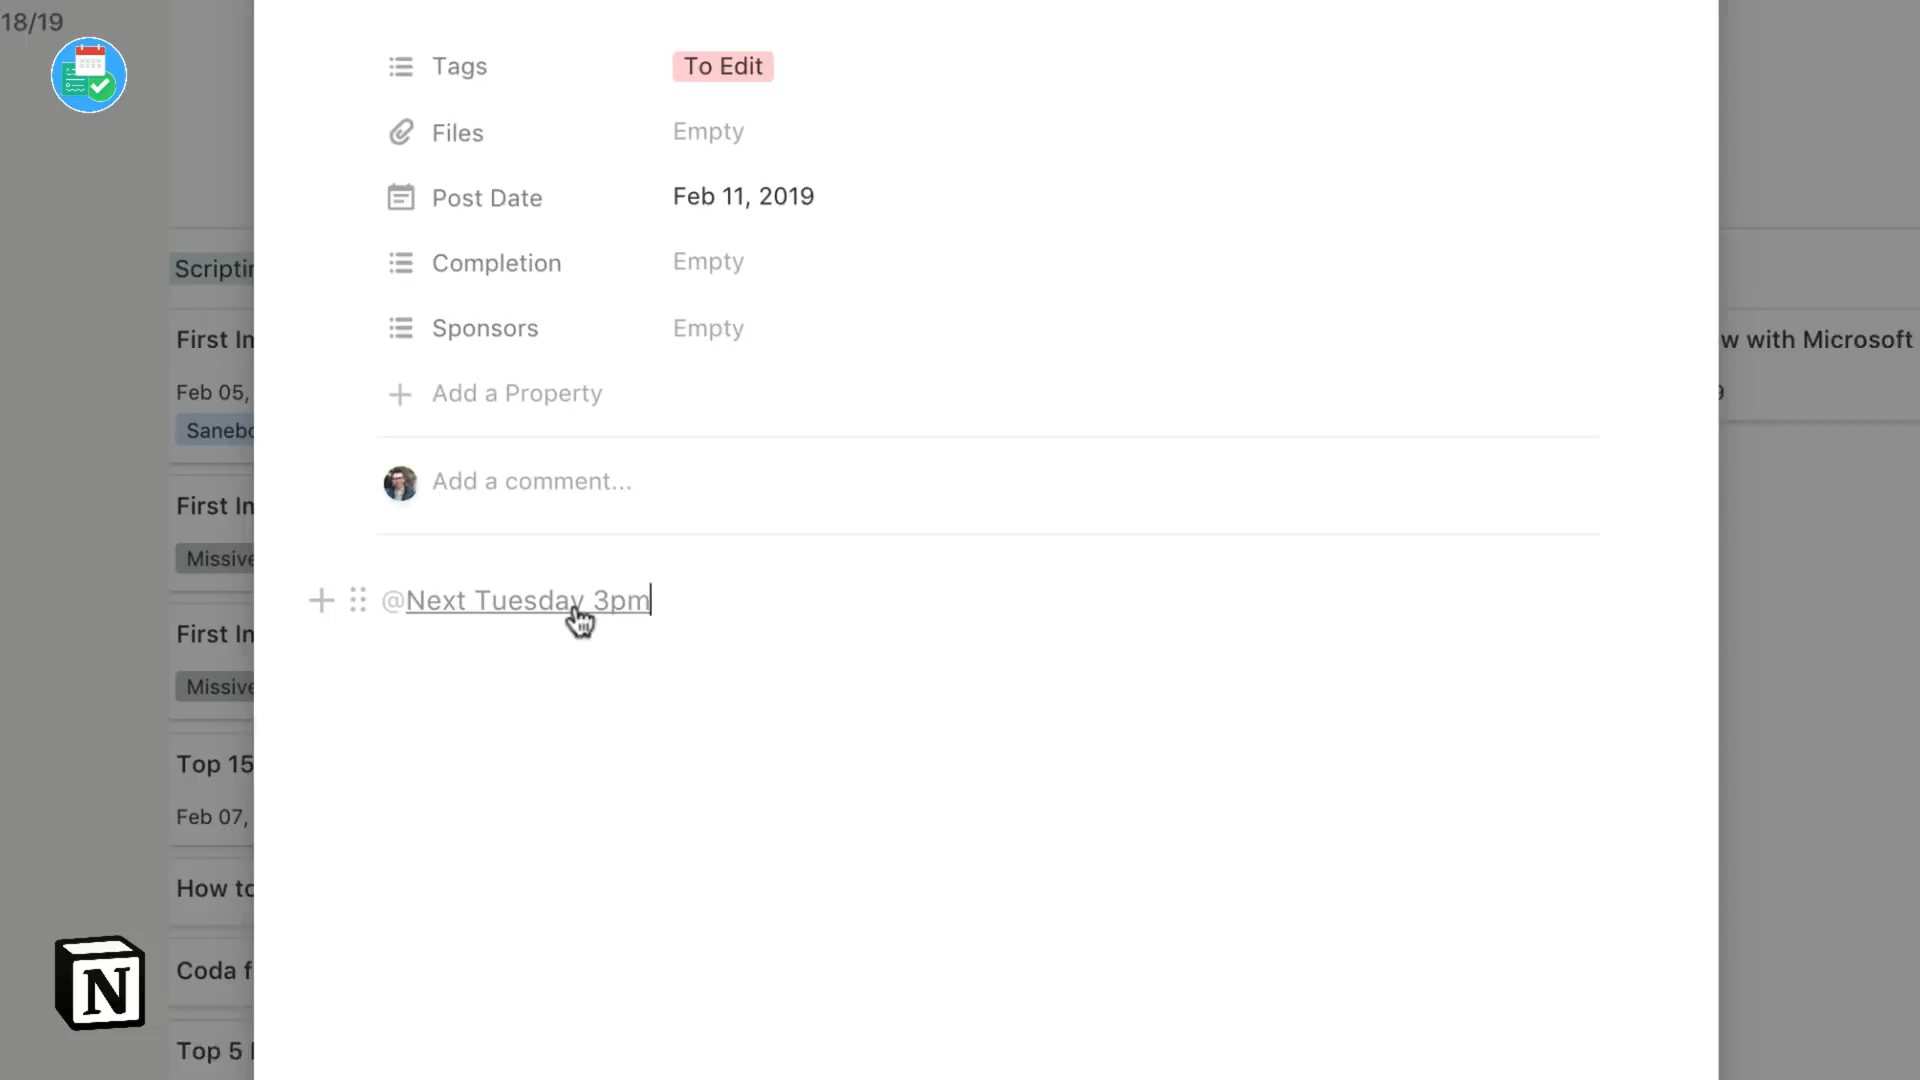 18/19
Tags To Edit
Files Empty
Post Date Feb 11, 2019
Scriptin
Completion Empty
Sponsors Empty
First In
w with Microsoft
Feb 05,
9
Add a Property
Sanebo
Add a comment...
First In
Missive
@Next Tuesday 3pm
First In
Missive
Top 15
Feb 07,
How to
Coda f
N
Top 5